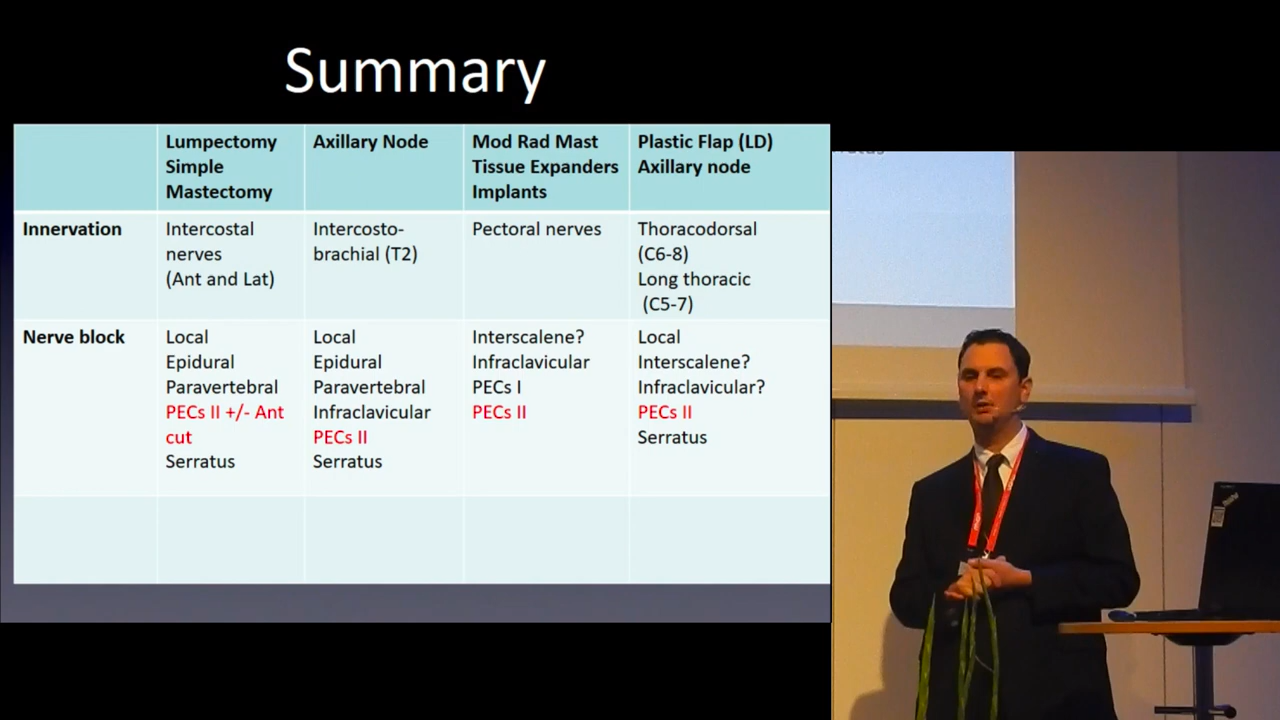 Summary
Lumpectomy
Simple
Mastectomy
Axillary Node
Mod Rad Mast
Tissue Expanders
Implants
Plastic Flap (LD)
Axillary node
Innervation
Intercostal
nerves
(Ant and Lat)
Intercosto-
brachial (T2)
Pectoral nerves
Thoracodorsal
(C6-8)
Long thoracic
(C5-7)
Nerve block
Local
Epidural
Paravertebral
PECs II +/- Ant
cut
Serratus
Local
Epidural
Paravertebral
Infraclavicular
PECs II
Serratus
Interscalene?
Infraclavicular
PECs I
PECs II
Local
Interscalene?
Infraclavicular?
PECs II
Serratus